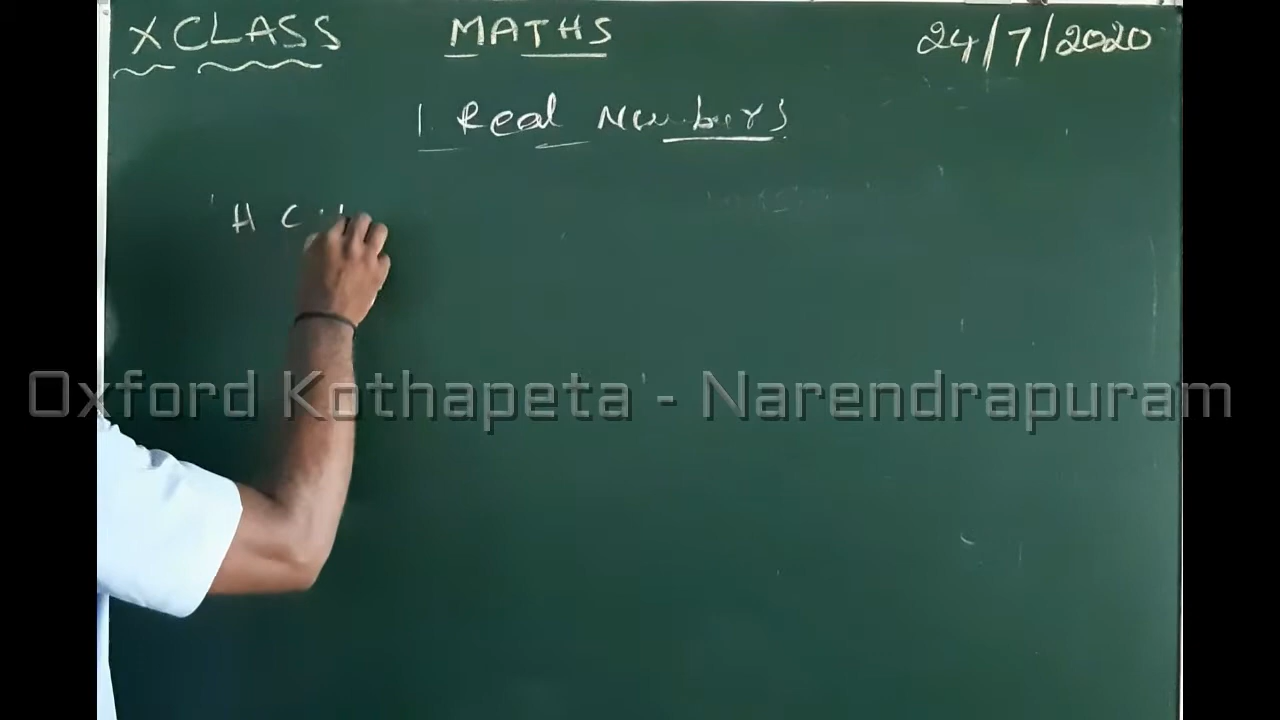 X CLASS MATHS 24/7/2020
1. Real Numbers
H C
Oxford Kothapeta - Narendrapuram